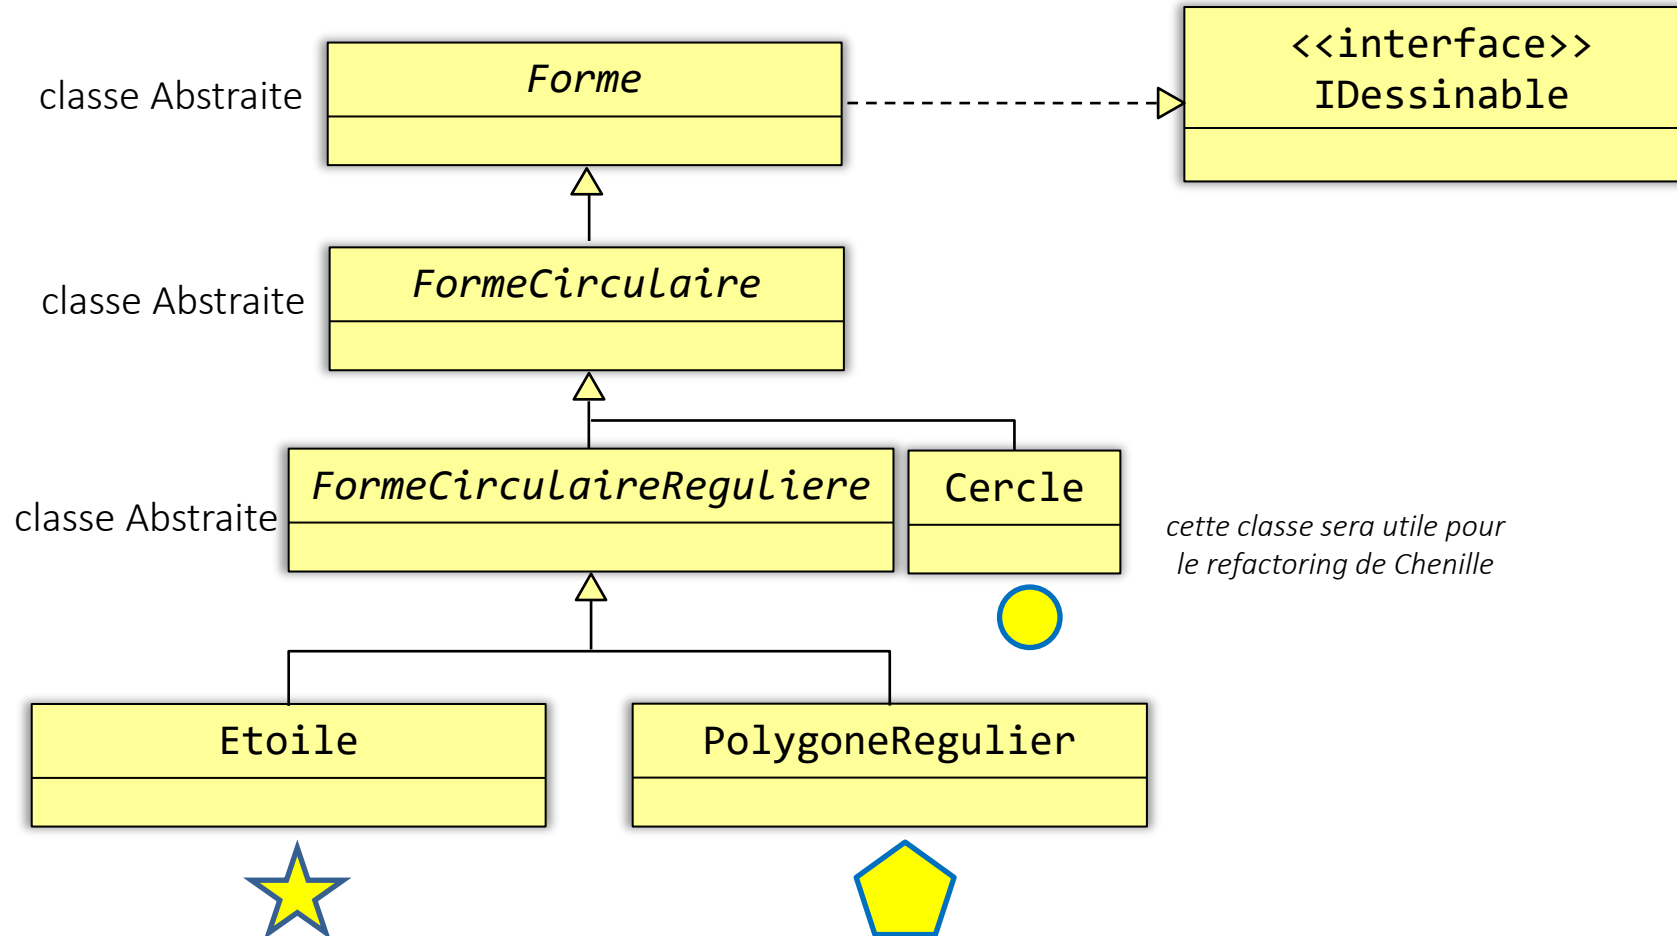 <<interface>>
IDessinable
classe Abstraite
Forme
classe Abstraite
FormeCirculaire
classe Abstraite
FormeCirculaireReguliere
Cercle
cette classe sera utile pour
le refactoring de Chenille
Etoile
PolygoneRegulier